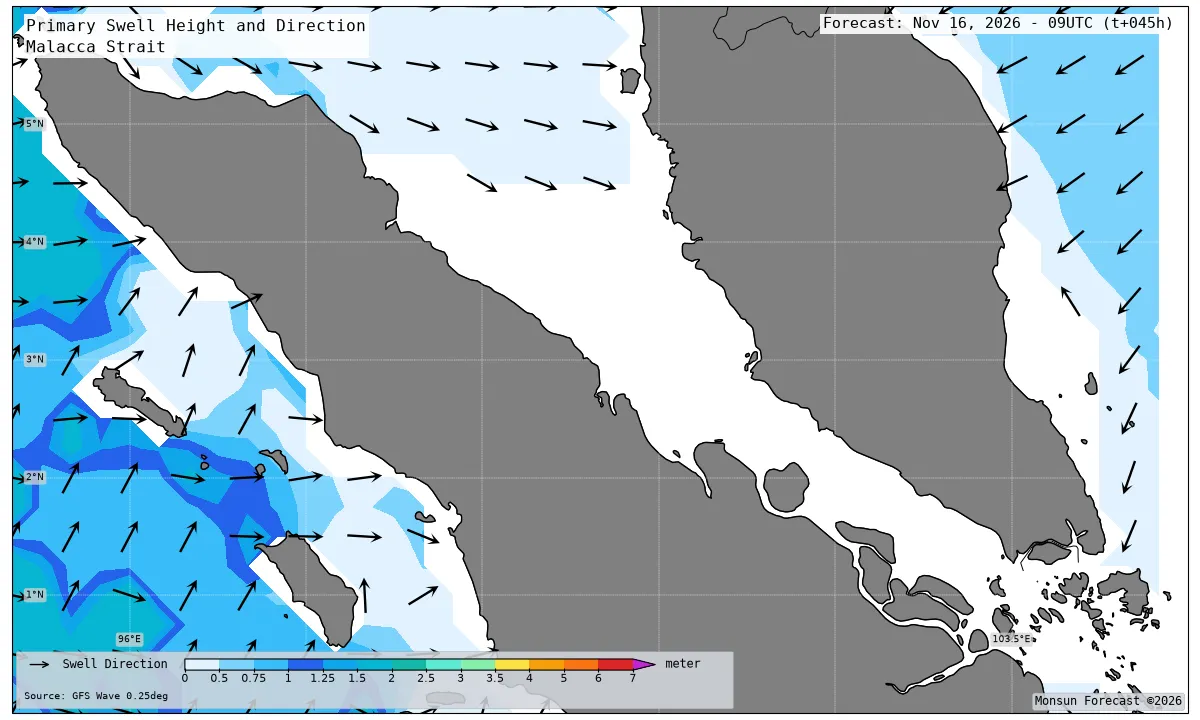 Primary Swell Height and Direction
Malacca Strait
Forecast: Nov 16, 2026 - 09UTC (t+045h)
5°N
4°N
3°N
2°N
1°N
96°E
103.5°E
Swell Direction
meter
0 0.5 0.75 1 1.25 1.5 2 2.5 3 3.5 4 5 6 7
Source: GFS Wave 0.25deg
Monsun Forecast ©2026